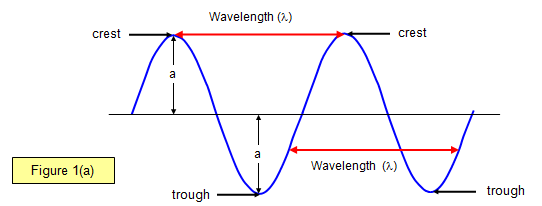 Wavelength (λ)
crest
crest
a
a
Wavelength (λ)
Figure 1(a)
trough
trough